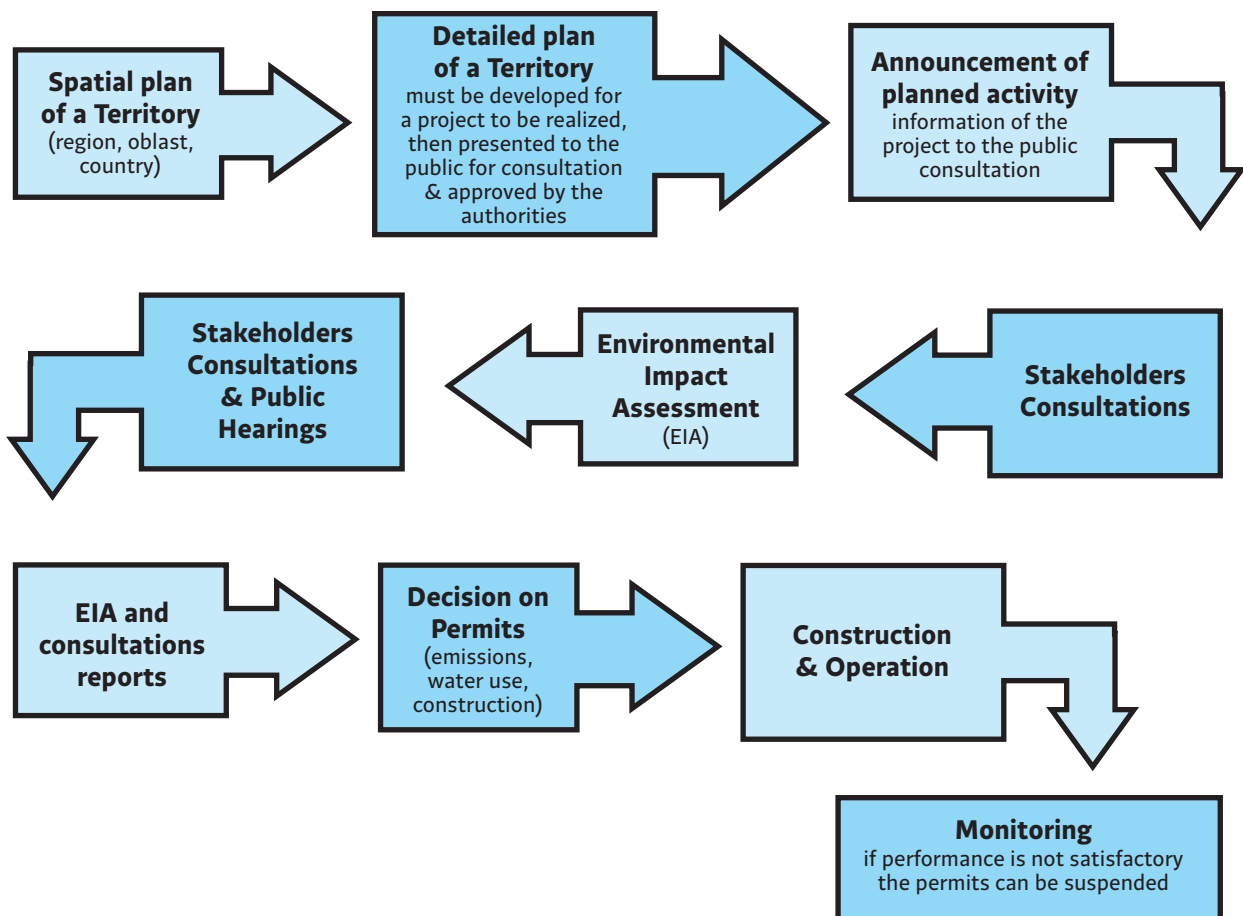 Spatial plan
of a Territory
(region, oblast,
country)
Detailed plan
of a Territory
must be developed for
a project to be realized,
then presented to the
public for consultation
& approved by the
authorities
Announcement of
planned activity
information of the
project to the public
consultation
Stakeholders
Consultations
Environmental
Impact
Assessment
(EIA)
Stakeholders
Consultations
& Public
Hearings
EIA and
consultations
reports
Decision on
Permits
(emissions,
water use,
construction)
Construction
& Operation
Monitoring
if performance is not satisfactory
the permits can be suspended